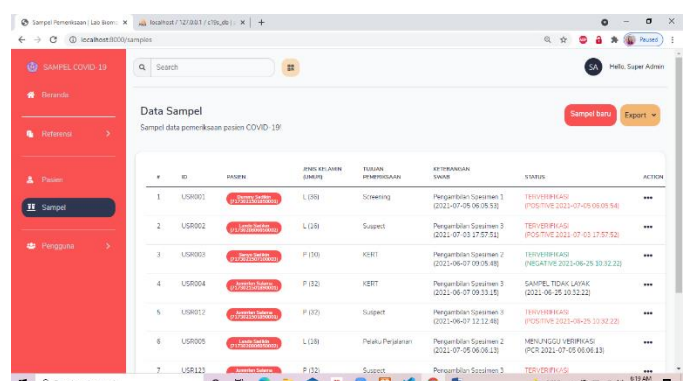 Sampel Pemeriksaan | Lab Biom
localhost / 127.0.0.1 / c19s_db |
localhost:8000/samples
Paused
SAMPEL COVID-19
Search
SA
Hello, Super Admin
Beranda
Referensi
Pasien
Sampel
Pengguna
Data Sampel
Sampel data pemeriksaan pasien COVID-19!
Sampel baru
Export
# ID PASIEN JENIS KELAMIN (UMUR) TUJUAN PEMERIKSAAN KETERANGAN SWAB STATUS ACTION
1 USR001 L (36) Screening Pengambilan Spesimen 1 TERVERIFIKASI
(2021-07-05 06:05:53) (POSITIVE 2021-07-05 06:05:54)
2 USR002 L (16) Suspect Pengambilan Spesimen 3 TERVERIFIKASI
(2021-07-03 17:57:51) (POSITIVE 2021-07-03 17:57:52)
3 USR003 P (30) KERT Pengambilan Spesimen 2 TERVERIFIKASI
(2021-06-07 09:05:48) (NEGATIVE 2021-06-25 10:32:22)
4 USR004 P (32) KERT Pengambilan Spesimen 3 SAMPEL TIDAK LAYAK
(2021-06-07 09:33:15) (2021-06-25 10:32:22)
5 USR012 P (32) Suspect Pengambilan Spesimen 3 TERVERIFIKASI
(2021-06-07 12:12:48) (POSITIVE 2021-06-25 10:32:22)
6 USR005 L (16) Pelaku Perjalanan Pengambilan Spesimen 2 MENUNGGU VERIFIKASI
(2021-07-05 06:06:13) (PCR 2021-07-05 06:06:13)
7 USR123 P (32) Suspect Pengambilan Spesimen 3 TERVERIFIKASI
9:19 AM